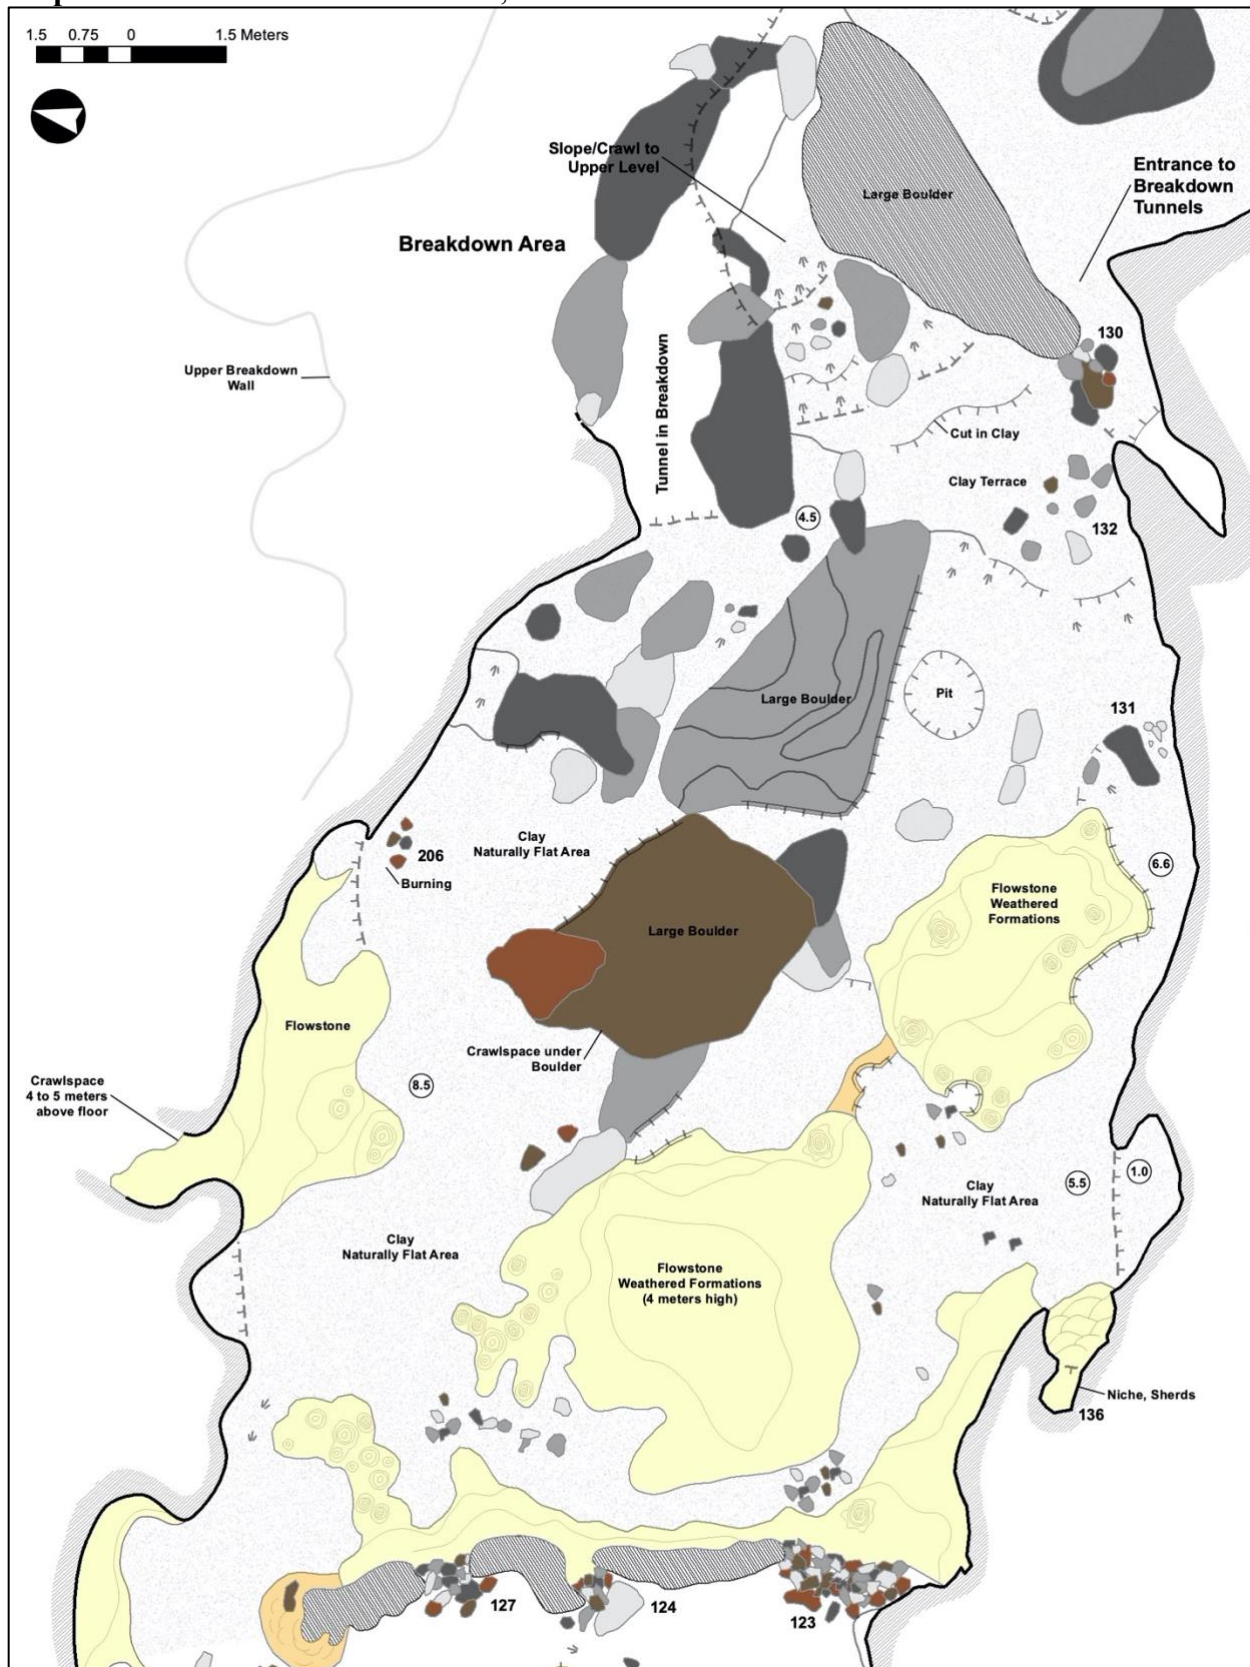 1.5 0.75 0 1.5 Meters
Slope/Crawl to
Upper Level
Large Boulder
Entrance to
Breakdown
Tunnels
Breakdown Area
130
Upper Breakdown
Wall
Tunnel in Breakdown
Cut in Clay
Clay Terrace
4.5
132
Large Boulder
Pit
131
Clay
Naturally Flat Area
206
Burning
6.6
Flowstone
Weathered
Formations
Large Boulder
Flowstone
Crawlspace under
Boulder
Crawlspace
4 to 5 meters
above floor
8.5
Clay
Naturally Flat Area
5.5
1.0
Clay
Naturally Flat Area
Flowstone
Weathered Formations
(4 meters high)
Niche, Sherds
136
127
124
123